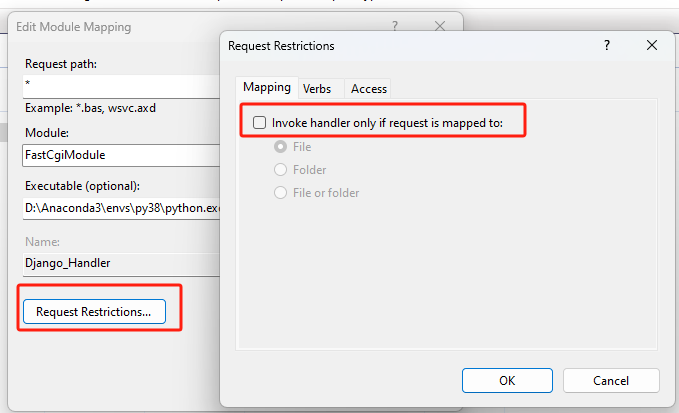 Edit Module Mapping
?
Request path:
*
Example: *.bas, wsvc.axd
Module:
FastCgiModule
Executable (optional):
D:\Anaconda3\envs\py38\python.exe
Name:
Django_Handler
Request Restrictions...
Request Restrictions
?
Mapping
Verbs
Access
Invoke handler only if request is mapped to:
File
Folder
File or folder
OK
Cancel